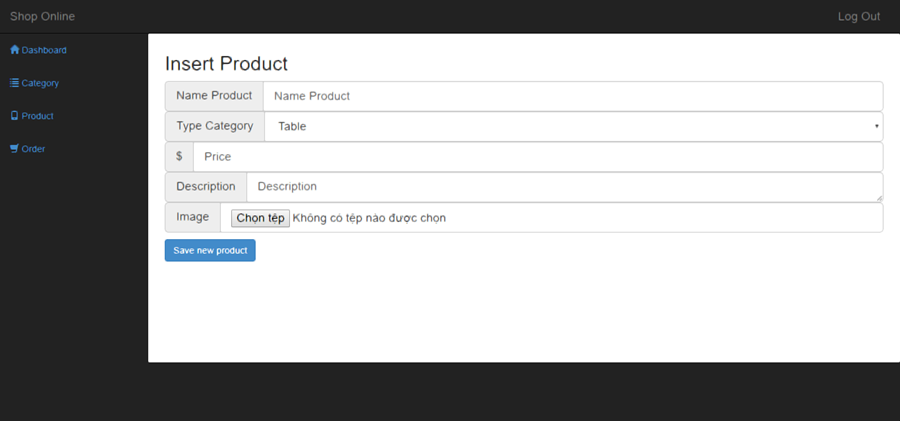 Shop Online
Log Out
Dashboard
Category
Product
Order
Insert Product
Name Product Name Product
Type Category Table
$ Price
Description Description
Image Chọn tệp Không có tệp nào được chọn
Save new product